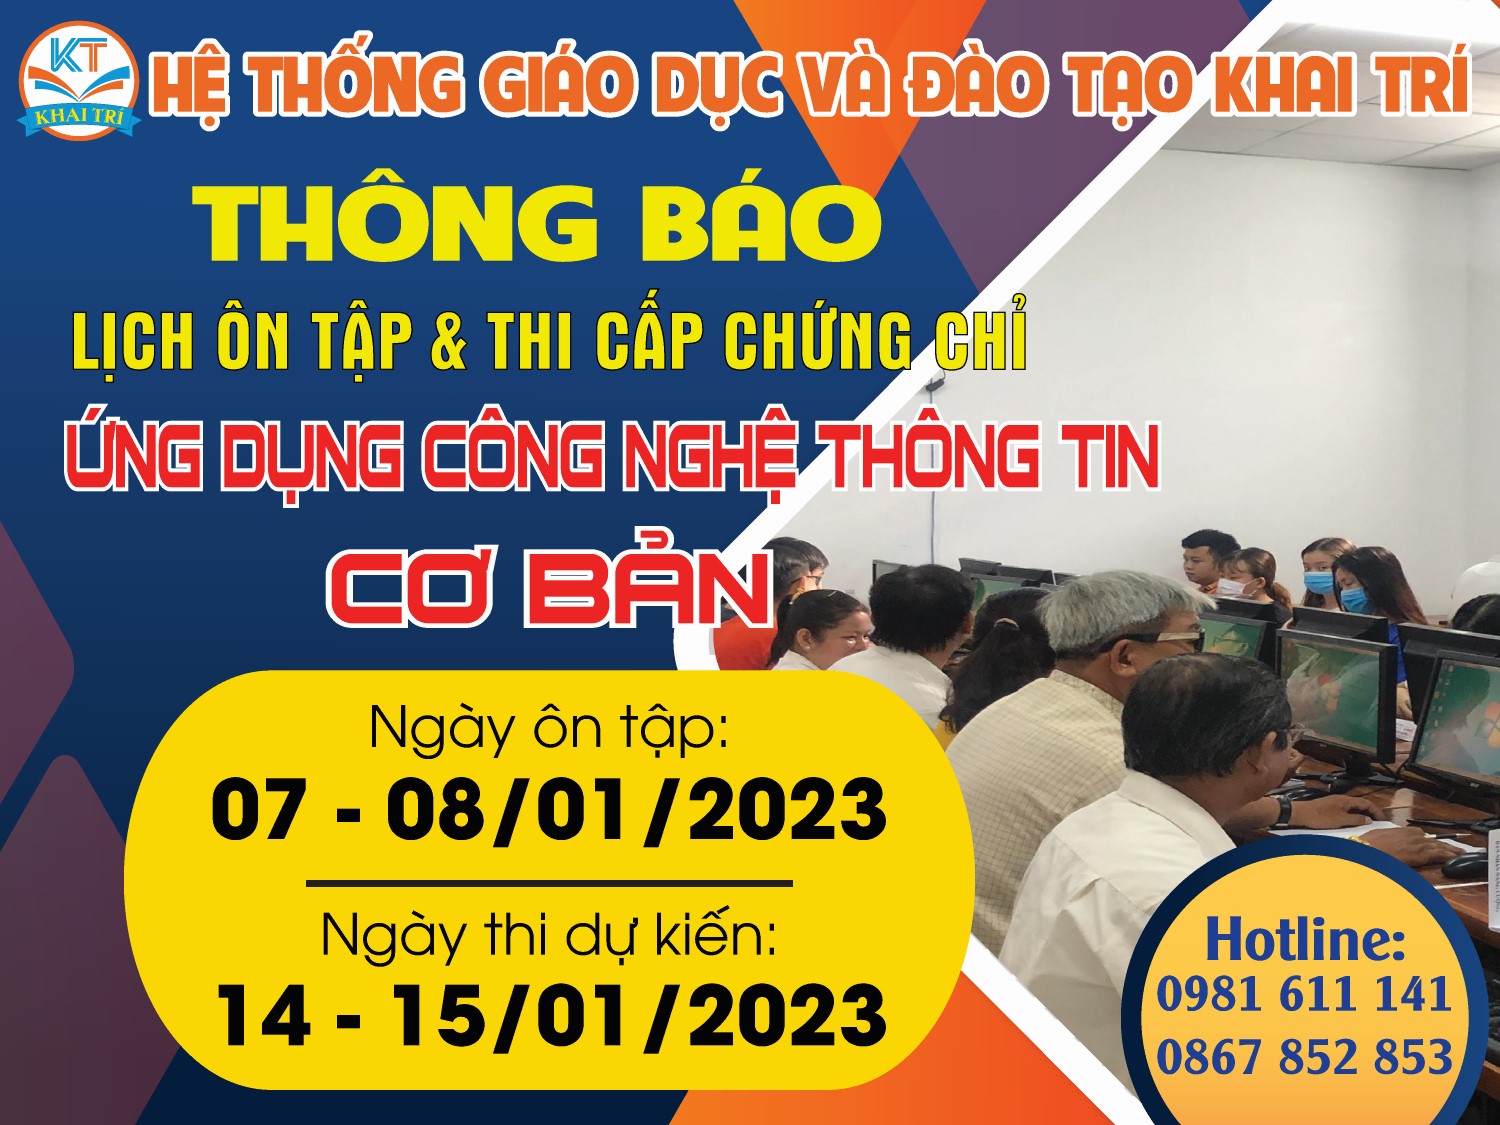 KT
KHAI TRÍ
HỆ THỐNG GIÁO DỤC VÀ ĐÀO TẠO KHAI TRÍ
THÔNG BÁO
LỊCH ÔN TẬP & THI CẤP CHỨNG CHỈ
ỨNG DỤNG CÔNG NGHỆ THÔNG TIN
CƠ BẢN
Ngày ôn tập:
07 - 08/01/2023
Ngày thi dự kiến:
14 - 15/01/2023
Hotline:
0981 611 141
0867 852 853